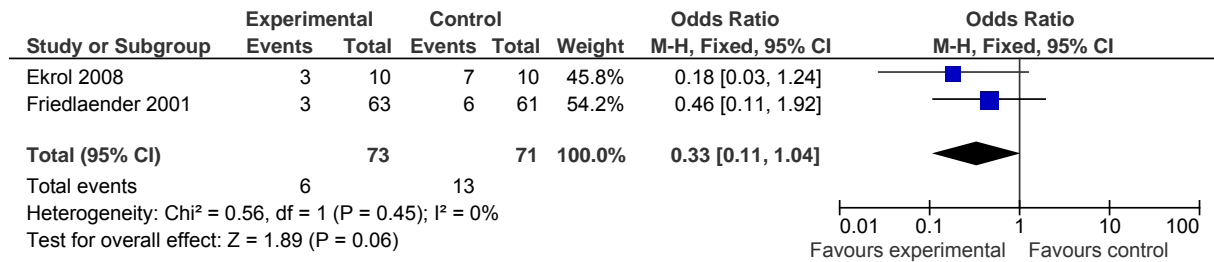 Experimental Control Odds Ratio Odds Ratio
Study or Subgroup Events Total Events Total Weight M-H, Fixed, 95% CI M-H, Fixed, 95% CI
Ekrol 2008 3 10 7 10 45.8% 0.18 [0.03, 1.24]
Friedlaender 2001 3 63 6 61 54.2% 0.46 [0.11, 1.92]
Total (95% CI) 73 71 100.0% 0.33 [0.11, 1.04]
Total events 6 13
Heterogeneity: Chi² = 0.56, df = 1 (P = 0.45); I² = 0%
Test for overall effect: Z = 1.89 (P = 0.06)
0.01 0.1 1 10 100
Favours experimental Favours control